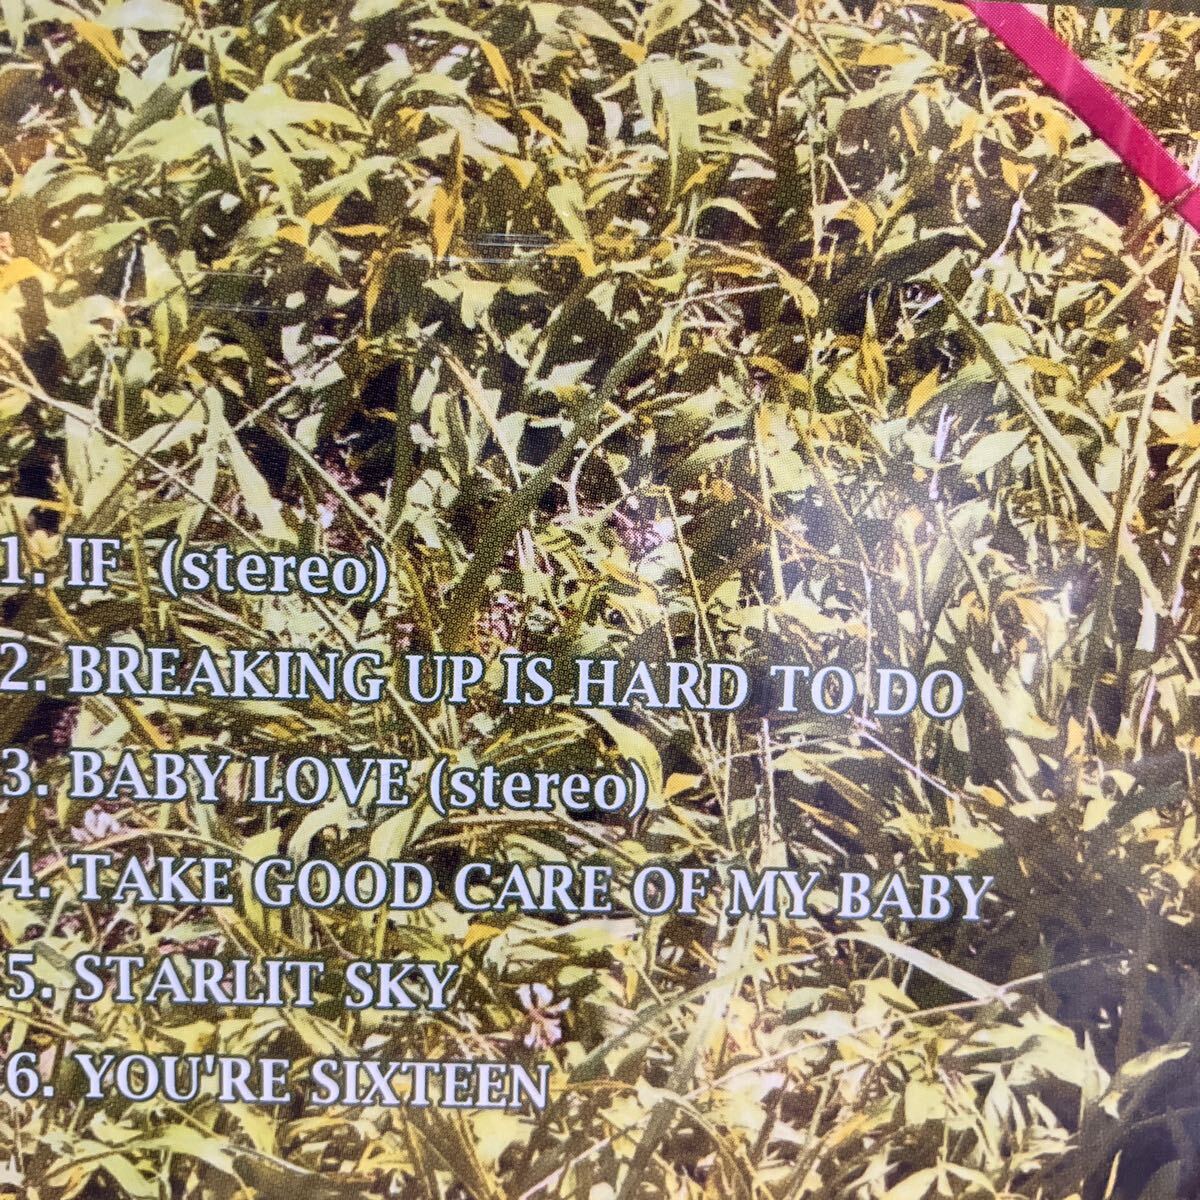 1. IF (stereo)
2. BREAKING UP IS HARD TO DO
3. BABY LOVE (stereo)
4. TAKE GOOD CARE OF MY BABY
5. STARLIT SKY
6. YOU'RE SIXTEEN